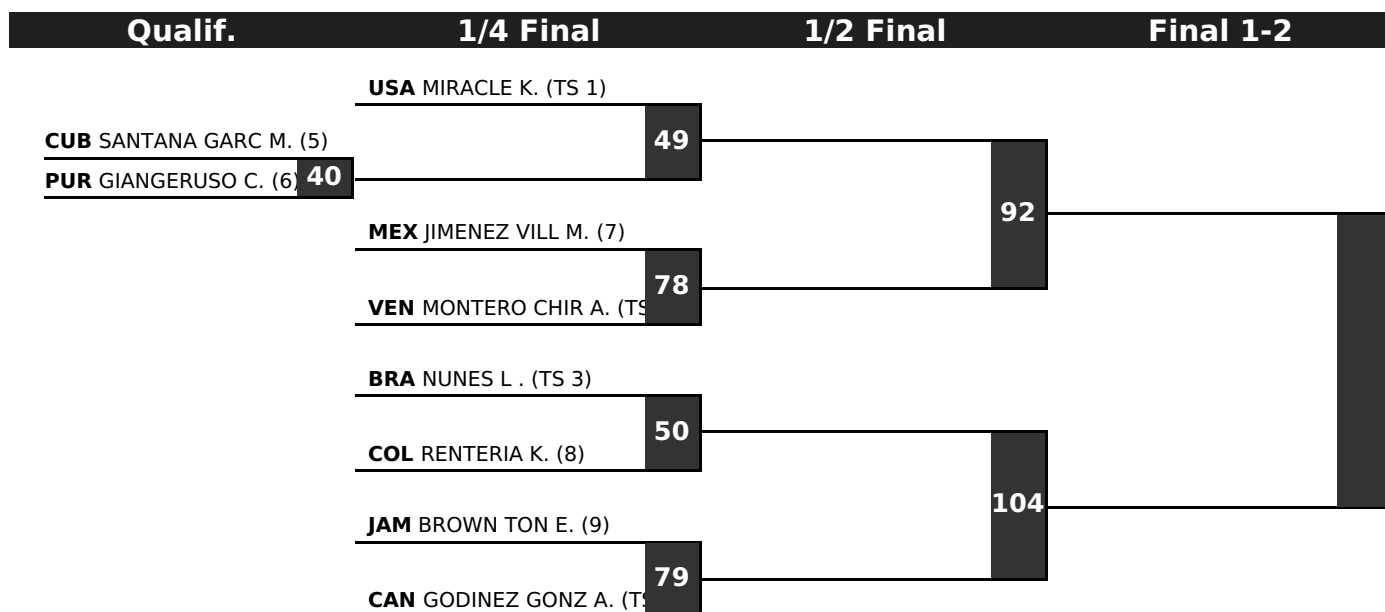 Qualif. 1/4 Final 1/2 Final Final 1-2
USA MIRACLE K. (TS 1)
49
CUB SANTANA GARC M. (5)
PUR GIANGERUSO C. (6)
40
92
MEX JIMENEZ VILL M. (7)
78
VEN MONTERO CHIR A. (TS
BRA NUNES L . (TS 3)
50
COL RENTERIA K. (8)
104
JAM BROWN TON E. (9)
79
CAN GODINEZ GONZ A. (TS